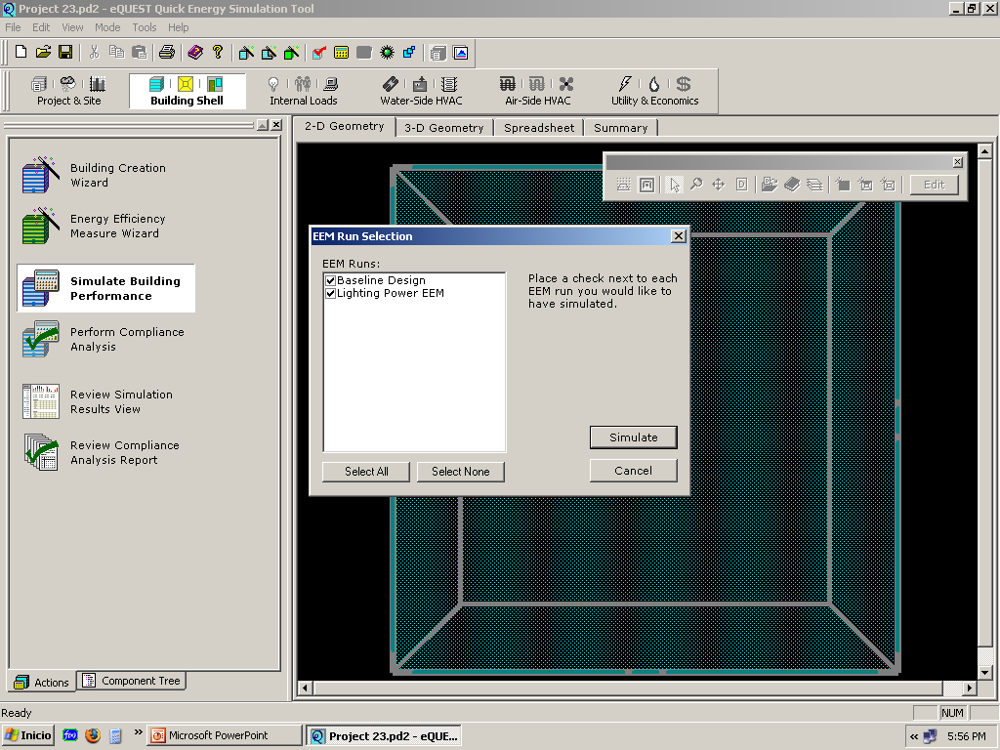 Project 23.pd2 - eQUEST Quick Energy Simulation Tool
File Edit View Mode Tools Help
Project & Site
Building Shell
Internal Loads
Water-Side HVAC
Air-Side HVAC
Utility & Economics
Building Creation
Wizard
Energy Efficiency
Measure Wizard
Simulate Building
Performance
Perform Compliance
Analysis
Review Simulation
Results View
Review Compliance
Analysis Report
Actions
Component Tree
2-D Geometry
3-D Geometry
Spreadsheet
Summary
Edit
EEM Run Selection
EEM Runs:
Baseline Design
Lighting Power EEM
Place a check next to each
EEM run you would like to
have simulated.
Simulate
Cancel
Select All
Select None
Ready
NUM
Inicio
Microsoft PowerPoint
Project 23.pd2 - eQUE...
5:56 PM